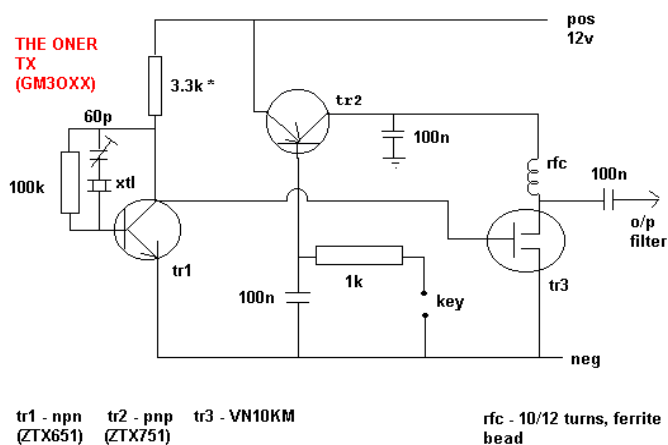 THE ONER
TX
(GM3OXX)
pos
12v
3.3k *
tr2
60p
100n
rfc
100n
100k
xtl
o/p
filter
tr1
1k
tr3
100n
key
neg
tr1 - npn
(ZTX651)
tr2 - pnp
(ZTX751)
tr3 - VN10KM
rfc - 10/12 turns, ferrite
bead